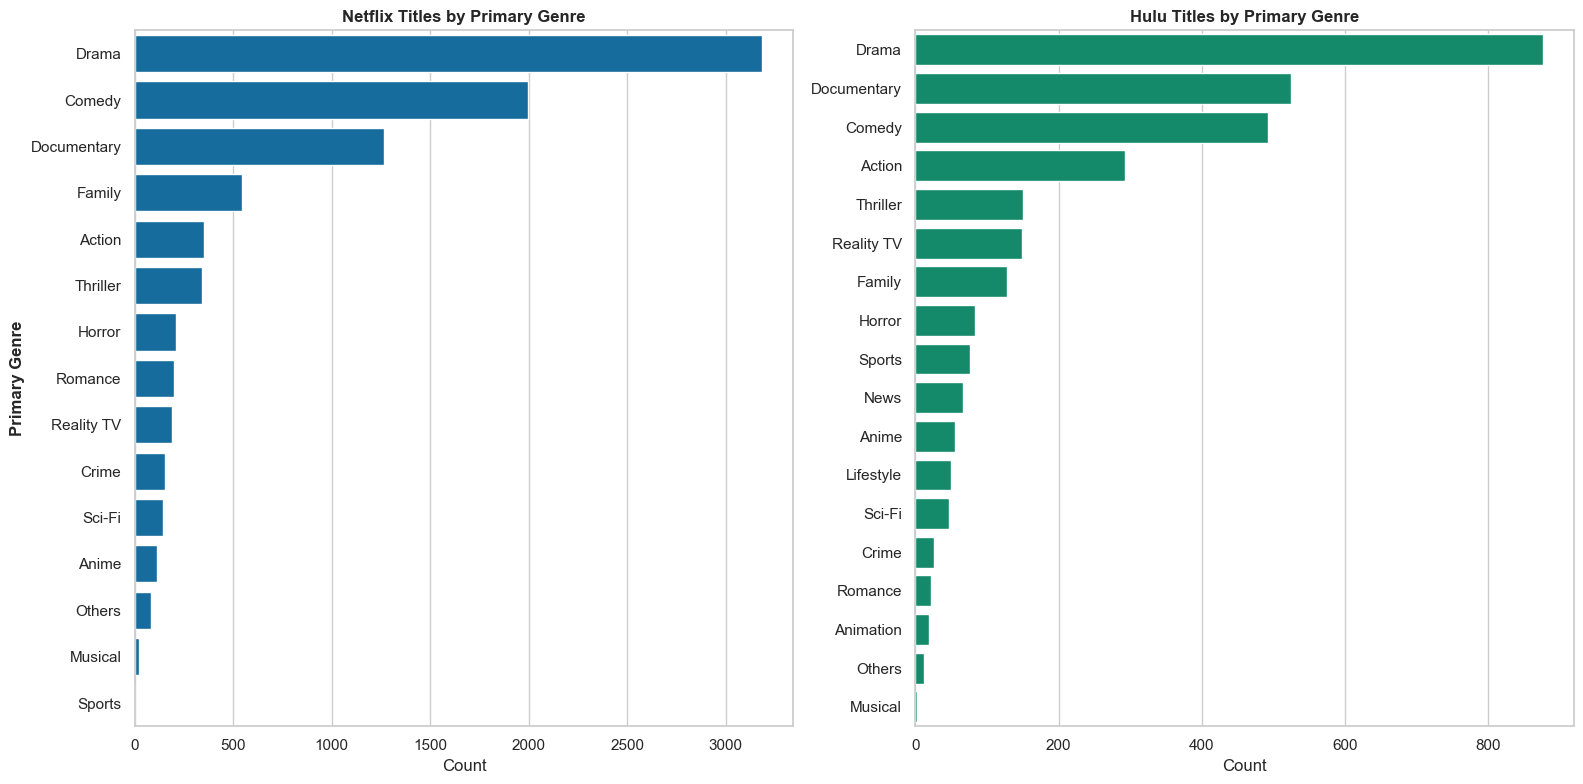 Netflix Titles by Primary Genre
Primary Genre
Drama
Comedy
Documentary
Family
Action
Thriller
Horror
Romance
Reality TV
Crime
Sci-Fi
Anime
Others
Musical
Sports
0 500 1000 1500 2000 2500 3000
Count
Hulu Titles by Primary Genre
Drama
Documentary
Comedy
Action
Thriller
Reality TV
Family
Horror
Sports
News
Anime
Lifestyle
Sci-Fi
Crime
Romance
Animation
Others
Musical
0 200 400 600 800
Count